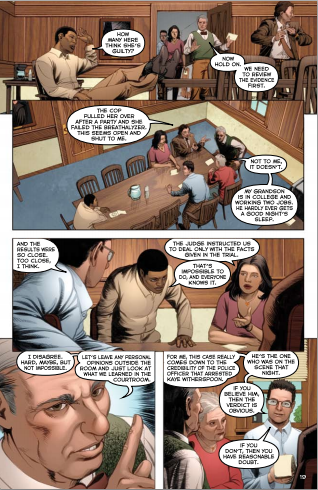 HOW
MANY HERE
THINK SHE'S
GUILTY?
NOW
HOLD ON.
WE NEED
TO REVIEW
THE EVIDENCE
FIRST.
THE COP
PULLED HER OVER
AFTER A PARTY AND SHE
FAILED THE BREATHALYZER.
THIS SEEMS OPEN AND
SHUT TO ME.
NOT TO ME,
IT DOESN'T.
MY GRANDSON
IS IN COLLEGE AND
WORKING TWO JOBS.
HE HARDLY EVER GETS
A GOOD NIGHT'S
SLEEP.
AND THE
RESULTS WERE
SO CLOSE.
TOO CLOSE,
I THINK.
THE JUDGE INSTRUCTED US
TO DEAL ONLY WITH THE FACTS
GIVEN IN THE TRIAL.
THAT'S
IMPOSSIBLE TO
DO, AND EVERYONE
KNOWS IT.
I DISAGREE.
HARD, MAYBE, BUT
NOT IMPOSSIBLE.
LET'S LEAVE ANY PERSONAL
OPINIONS OUTSIDE THE
ROOM AND JUST LOOK AT
WHAT WE LEARNED IN THE
COURTROOM.
FOR ME, THIS CASE REALLY
COMES DOWN TO THE
CREDIBILITY OF THE POLICE
OFFICER THAT ARRESTED
KAYE WITHERSPOON.
HE'S THE ONE
WHO WAS ON THE
SCENE THAT
NIGHT.
IF YOU
BELIEVE HIM,
THEN THE
VERDICT IS
OBVIOUS.
IF YOU
DON'T, THEN YOU
HAVE REASONABLE
DOUBT.
19